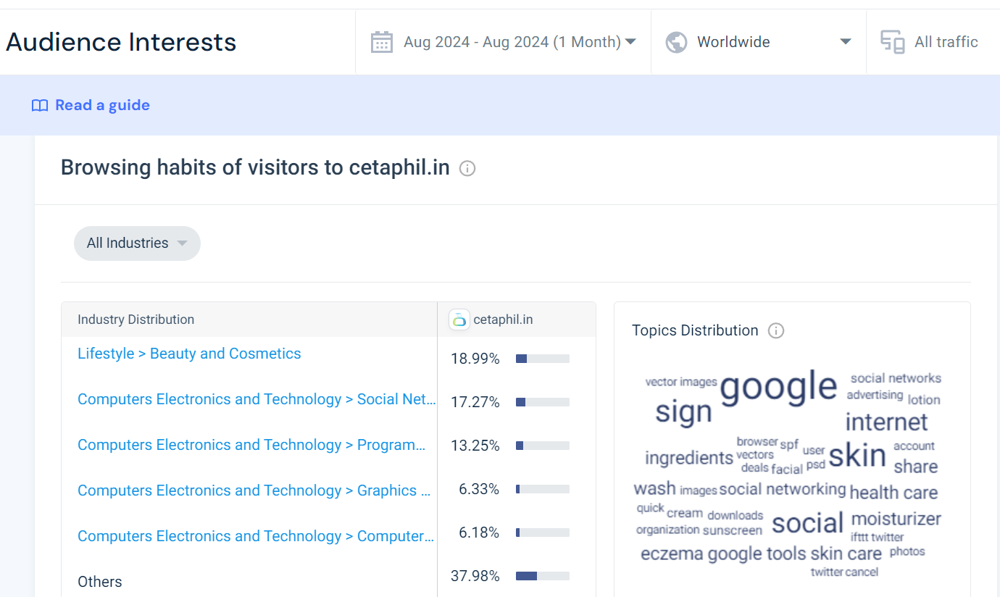 Audience Interests
Aug 2024 - Aug 2024 (1 Month)
Worldwide
All traffic
Read a guide
Browsing habits of visitors to cetaphil.in
All Industries
Industry Distribution
cetaphil.in
Lifestyle > Beauty and Cosmetics
18.99%
Computers Electronics and Technology > Social Net...
17.27%
Computers Electronics and Technology > Program...
13.25%
Computers Electronics and Technology > Graphics ...
6.33%
Computers Electronics and Technology > Computer...
6.18%
Others
37.98%
Topics Distribution
vector images google social networks
sign advertising lotion
internet
browser spf user account
ingredients vectors skin share
deals facial psd
wash images social networking health care
quick cream downloads social moisturizer
organization sunscreen ifttt twitter
eczema google tools skin care photos
twitter cancel